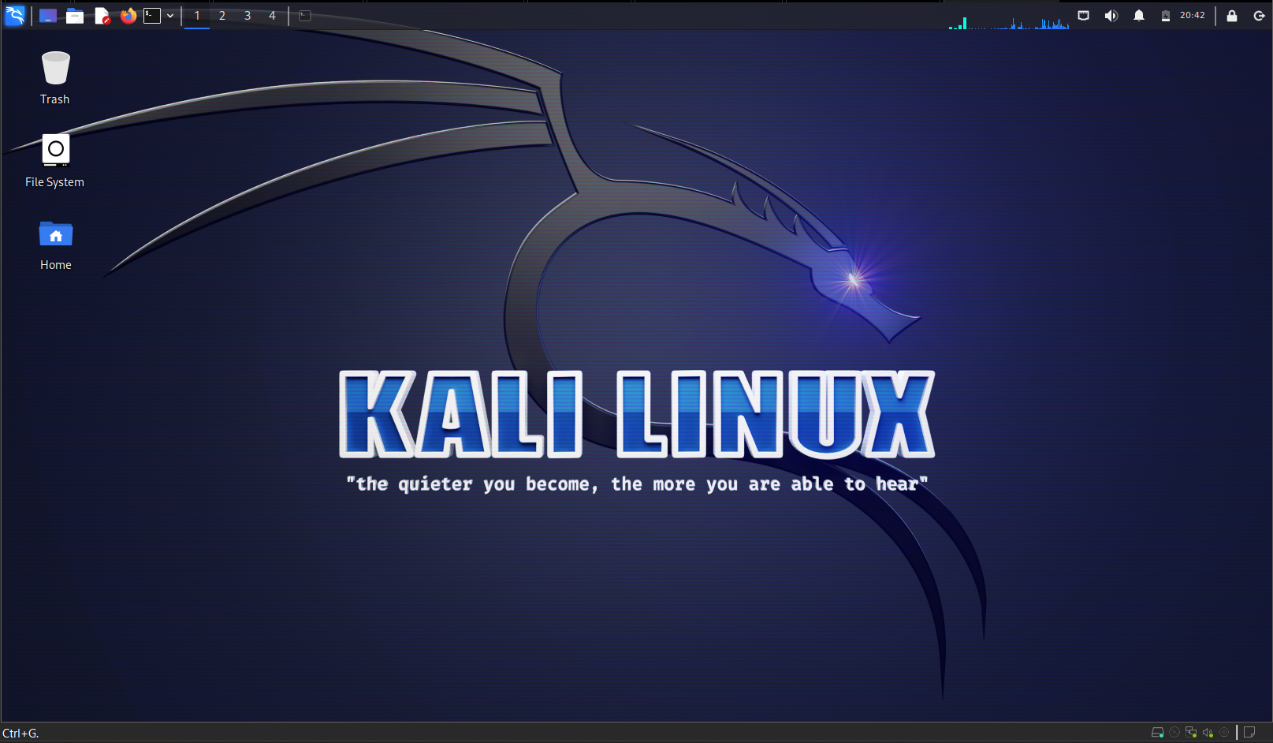 1 2 3 4
20:42
Trash
File System
Home
KALI LINUX
"the quieter you become, the more you are able to hear"
Ctrl+G.